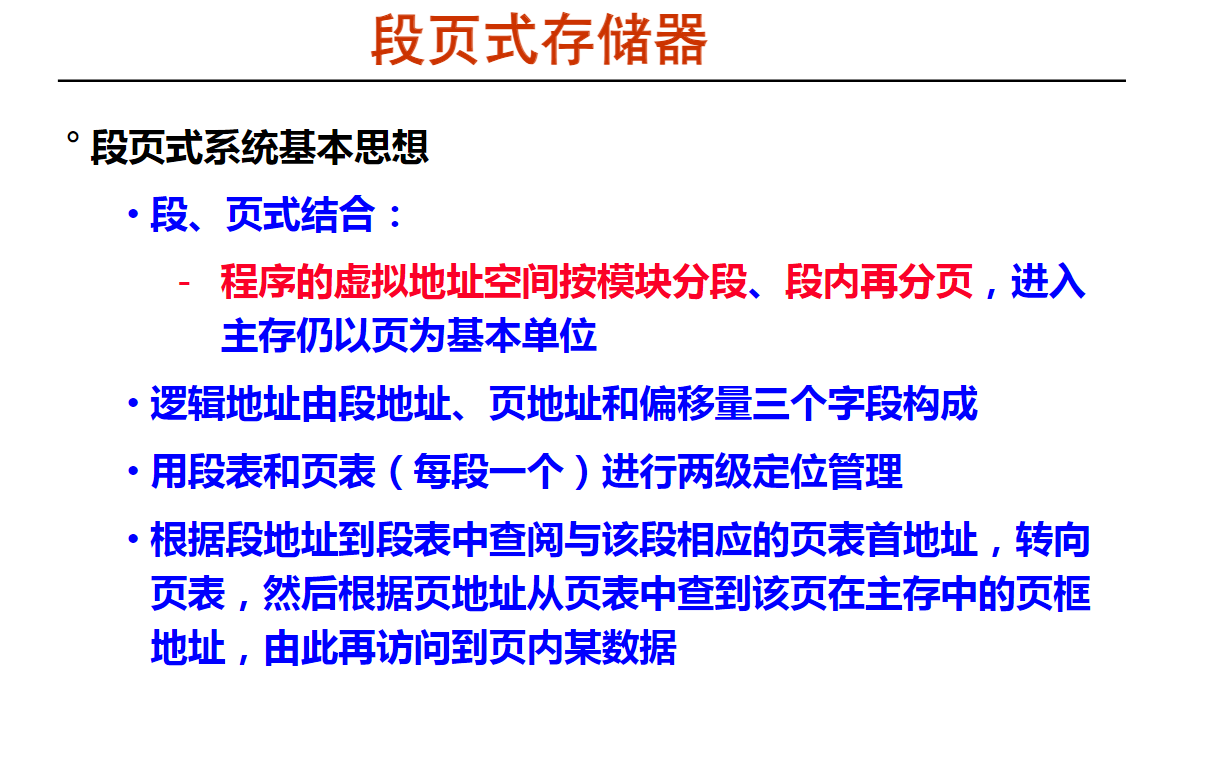 段页式存储器
° 段页式系统基本思想
• 段、页式结合：
- 程序的虚拟地址空间按模块分段、段内再分页，进入
主存仍以页为基本单位
• 逻辑地址由段地址、页地址和偏移量三个字段构成
• 用段表和页表（每段一个）进行两级定位管理
• 根据段地址到段表中查阅与该段相应的页表首地址，转向
页表，然后根据页地址从页表中查到该页在主存中的页框
地址，由此再访问到页内某数据